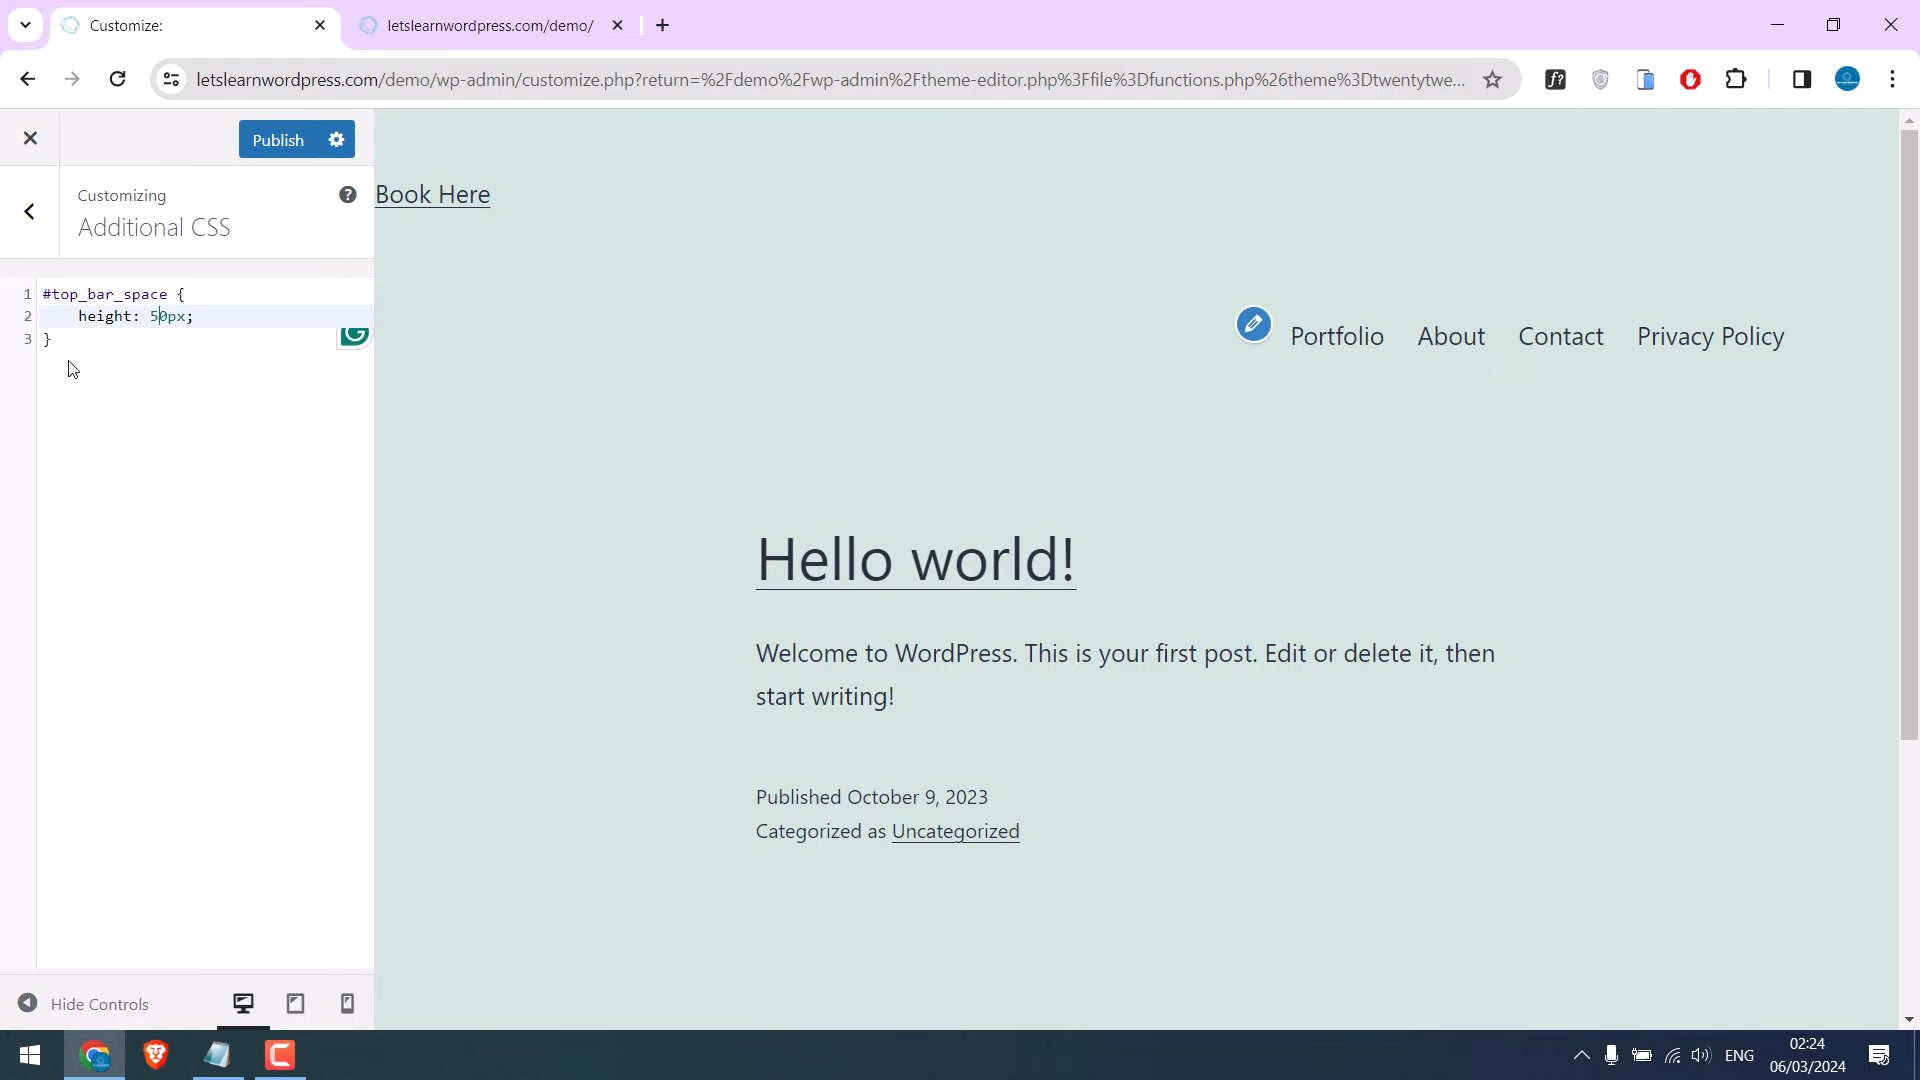 Customize:
letslearnwordpress.com/demo/
letslearnwordpress.com/demo/wp-admin/customize.php?return=%2Fdemo%2Fwp-admin%2Ftheme-editor.php%3Ffile%3Dfunctions.php%26theme%3Dtwentytwe...
Publish
Customizing
Additional CSS
Book Here
1 #top_bar_space {
2 height: 50px;
3 }
Portfolio About Contact Privacy Policy
Hello world!
Welcome to WordPress. This is your first post. Edit or delete it, then
start writing!
Published October 9, 2023
Categorized as Uncategorized
Hide Controls
ENG
02:24
06/03/2024